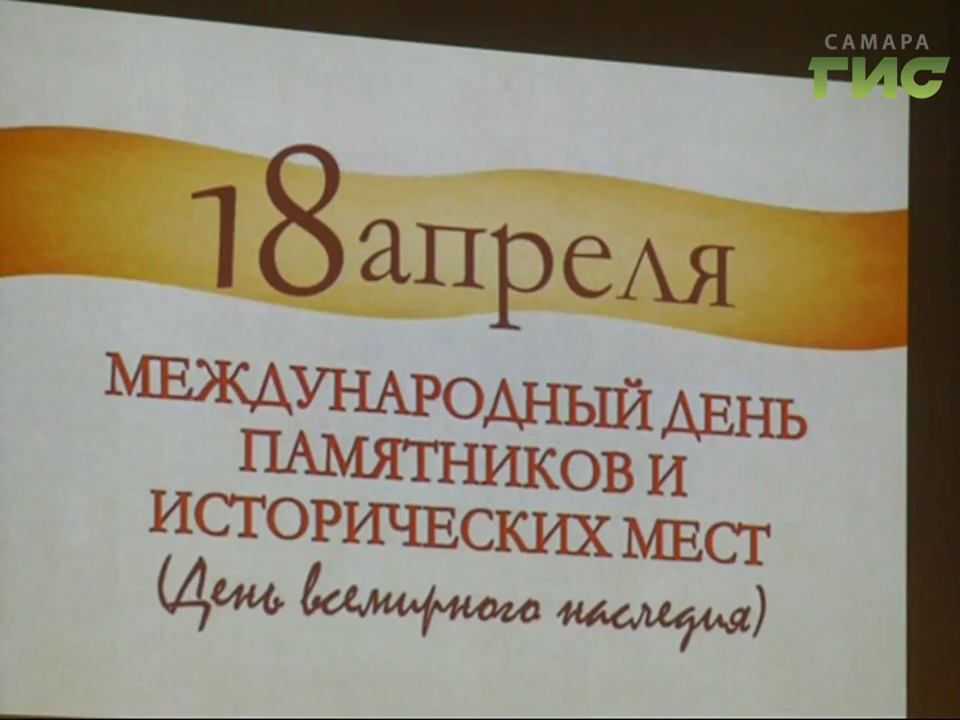 САМАРА
ГИС
18 апреля
МЕЖДУНАРОДНЫЙ ДЕНЬ
ПАМЯТНИКОВ И
ИСТОРИЧЕСКИХ МЕСТ
(День всемирного наследия)